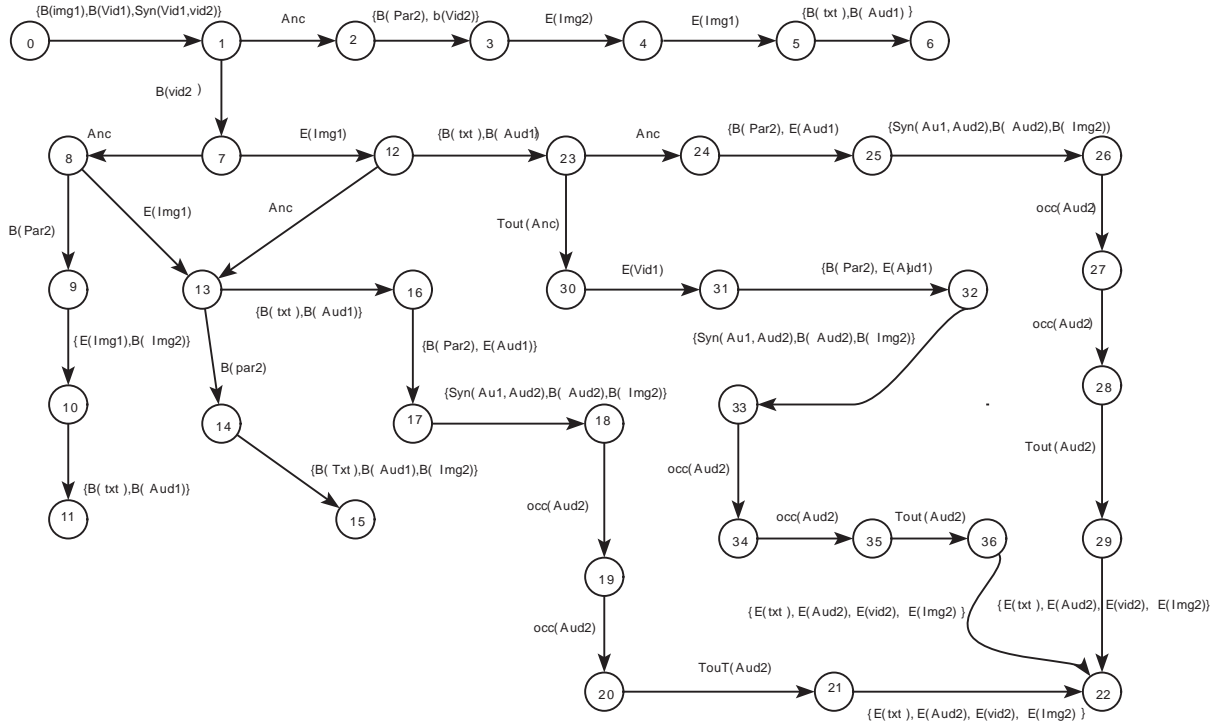 {B(img1),B(Vid1),Syn(Vid1,vid2)}
Anc
{B( Par2), b(Vid2)}
E(Img2)
E(Img1)
{B( txt ),B( Aud1) }
0
1
2
3
4
5
6
B(vid2 )
Anc
E(Img1)
{B( txt ),B( Aud1)
Anc
{B( Par2), E(Aud1)
{Syn( Au1, Aud2),B( Aud2),B( Img2))
8
7
12
23
24
25
26
B( Par2)
E(Img1)
Anc
Tout (Anc)
occ(Aud2)
9
13
16
30
31
32
27
E(Vid1)
{B( Par2), E(Aud1)
{B( txt ),B( Aud1)}
{ E(Img1),B( Img2)}
B(par2)
{B( Par2), E(Aud1)}
{Syn( Au1, Aud2),B( Aud2),B( Img2)}
occ(Aud2)
10
14
17
18
33
28
{Syn( Au1, Aud2),B( Aud2),B( Img2)}
{B( txt ),B( Aud1)}
{B( Txt ),B( Aud1),B( Img2)}
occ(Aud2)
occ(Aud2)
Tout (Aud2)
11
15
34
occ(Aud2)
35
Tout (Aud2)
36
29
19
{ E(txt ), E(Aud2), E(vid2), E(Img2) }
{ E(txt ), E(Aud2), E(vid2), E(Img2)}
occ(Aud2)
20
TouT(Aud2)
21
22
{ E(txt ), E(Aud2), E(vid2), E(Img2) }